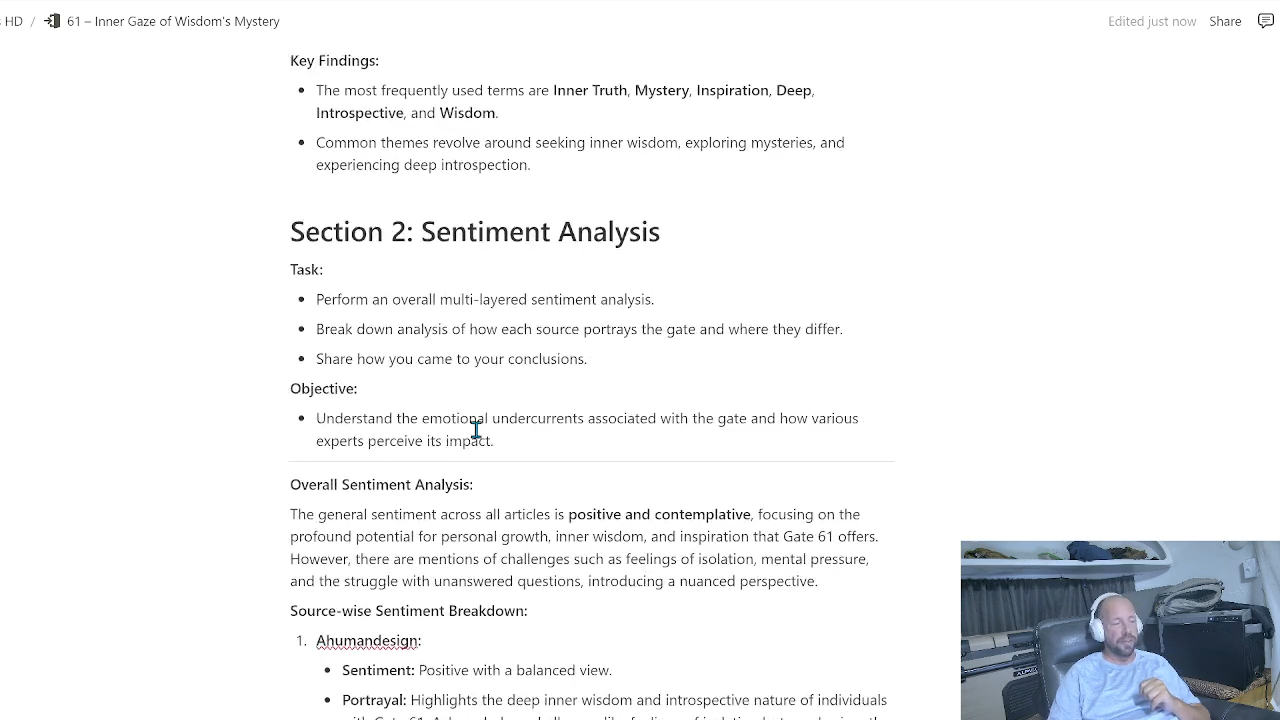 s HD / 61 – Inner Gaze of Wisdom's Mystery
Edited just now Share
Key Findings:
• The most frequently used terms are Inner Truth, Mystery, Inspiration, Deep,
Introspective, and Wisdom.
• Common themes revolve around seeking inner wisdom, exploring mysteries, and
experiencing deep introspection.
Section 2: Sentiment Analysis
Task:
• Perform an overall multi-layered sentiment analysis.
• Break down analysis of how each source portrays the gate and where they differ.
• Share how you came to your conclusions.
Objective:
• Understand the emotional undercurrents associated with the gate and how various
experts perceive its impact.
Overall Sentiment Analysis:
The general sentiment across all articles is positive and contemplative, focusing on the
profound potential for personal growth, inner wisdom, and inspiration that Gate 61 offers.
However, there are mentions of challenges such as feelings of isolation, mental pressure,
and the struggle with unanswered questions, introducing a nuanced perspective.
Source-wise Sentiment Breakdown:
1. Ahumandesign:
• Sentiment: Positive with a balanced view.
• Portrayal: Highlights the deep inner wisdom and introspective nature of individuals